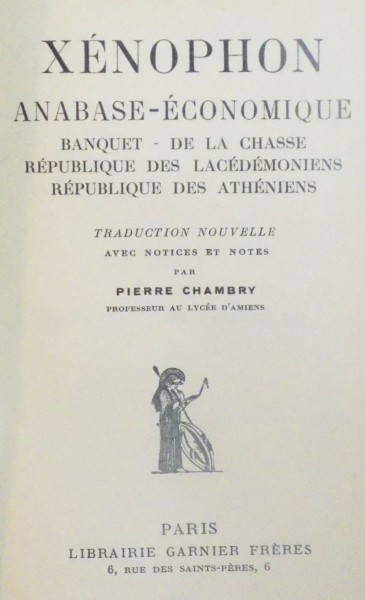 XÉNOPHON
ANABASE-ÉCONOMIQUE
BANQUET - DE LA CHASSE
RÉPUBLIQUE DES LACÉDÉMONIENS
RÉPUBLIQUE DES ATHÉNIENS
TRADUCTION NOUVELLE
AVEC NOTICES ET NOTES
PAR
PIERRE CHAMBRY
PROFESSEUR AU LYCÉE D'AMIENS
PARIS
LIBRAIRIE GARNIER FRÈRES
6, RUE DES SAINTS-PÈRES, 6